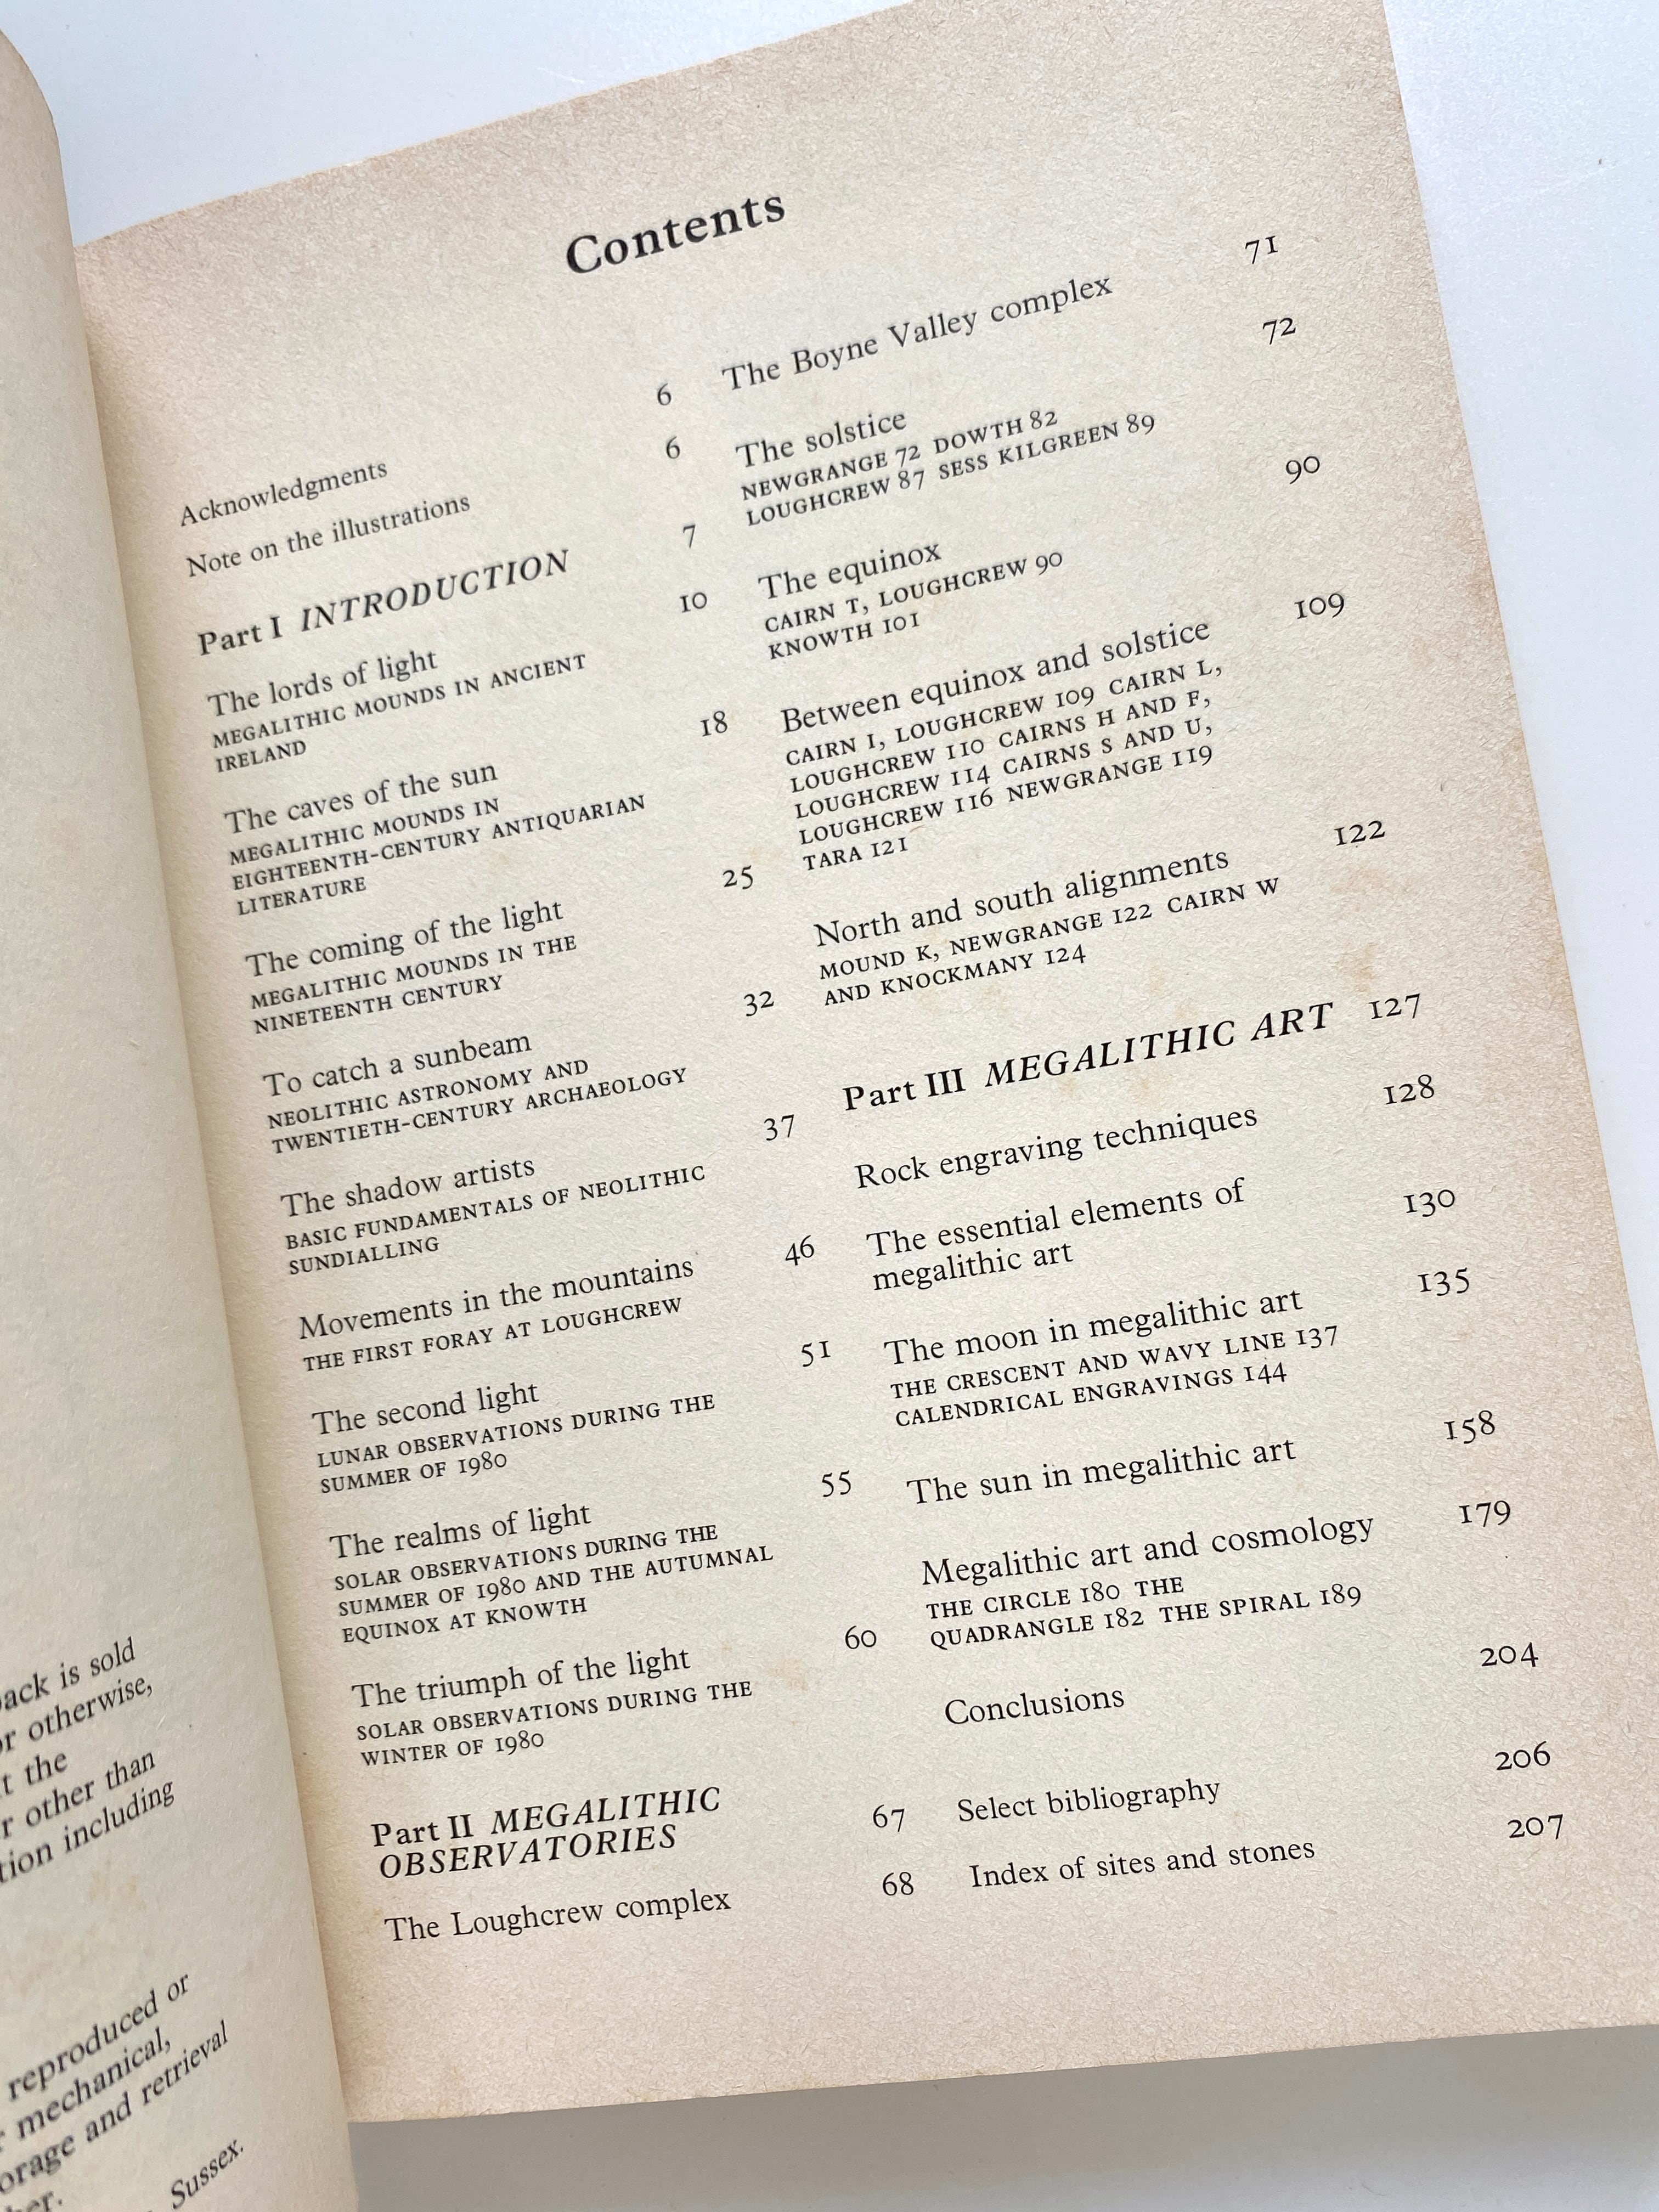 ack is sold
or otherwise,
t the
r other than
tion including
reproduced or
mechanical,
orage and retrieval
Sussex.
Contents
Acknowledgments 6
Note on the illustrations 6
Part I INTRODUCTION 7
The lords of light 10
MEGALITHIC MOUNDS IN ANCIENT
IRELAND
The caves of the sun 18
MEGALITHIC MOUNDS IN
EIGHTEENTH-CENTURY ANTIQUARIAN
LITERATURE
The coming of the light 25
MEGALITHIC MOUNDS IN THE
NINETEENTH CENTURY
To catch a sunbeam 32
NEOLITHIC ASTRONOMY AND
TWENTIETH-CENTURY ARCHAEOLOGY
The shadow artists 37
BASIC FUNDAMENTALS OF NEOLITHIC
SUNDIALLING
Movements in the mountains 46
THE FIRST FORAY AT LOUGHCREW
The second light 51
LUNAR OBSERVATIONS DURING THE
SUMMER OF 1980
The realms of light 55
SOLAR OBSERVATIONS DURING THE
SUMMER OF 1980 AND THE AUTUMNAL
EQUINOX AT KNOWTH
The triumph of the light 60
SOLAR OBSERVATIONS DURING THE
WINTER OF 1980
Part II MEGALITHIC
OBSERVATORIES 67
The Loughcrew complex 68
The Boyne Valley complex 71
The solstice 72
NEWGRANGE 72 DOWTH 82
LOUGHCREW 87 SESS KILGREEN 89
The equinox 90
CAIRN T, LOUGHCREW 90
KNOWTH 101
Between equinox and solstice 109
CAIRN I, LOUGHCREW 109 CAIRN L,
LOUGHCREW 110 CAIRNS H AND F,
LOUGHCREW 114 CAIRNS S AND U,
LOUGHCREW 116 NEWGRANGE 119
TARA 121
North and south alignments 122
MOUND K, NEWGRANGE 122 CAIRN W
AND KNOCKMANY 124
Part III MEGALITHIC ART 127
Rock engraving techniques 128
The essential elements of
megalithic art 130
The moon in megalithic art 135
THE CRESCENT AND WAVY LINE 137
CALENDRICAL ENGRAVINGS 144
The sun in megalithic art 158
Megalithic art and cosmology 179
THE CIRCLE 180 THE
QUADRANGLE 182 THE SPIRAL 189
Conclusions 204
Select bibliography 206
Index of sites and stones 207